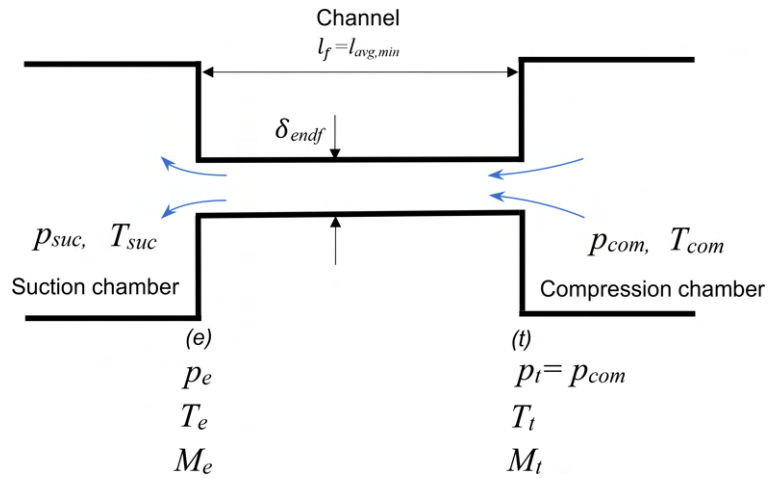 Channel
l_f = l_avg,min
δ_endf
p_suc, T_suc
p_com, T_com
Suction chamber
Compression chamber
(e)
(t)
p_e
p_t = p_com
T_e
T_t
M_e
M_t